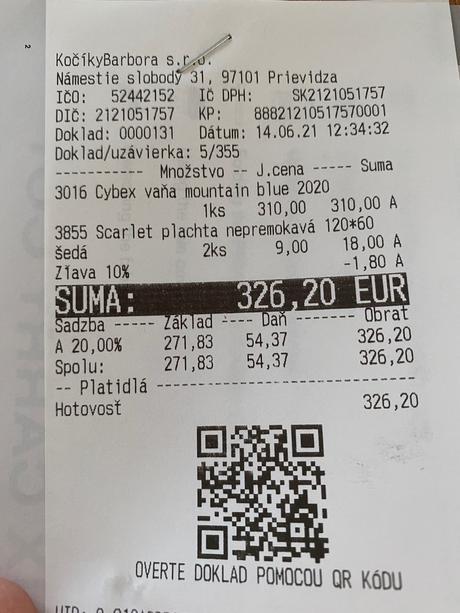 KočíkyBarbora s.r.o.
Námestie slobody 31, 97101 Prievidza
IČO: 52442152 IČ DPH: SK2121051757
DIČ: 2121051757 KP: 88821210517570001
Doklad: 0000131 Dátum: 14.06.21 12:34:32
Doklad/uzávierka: 5/355
----------- Množstvo -- J.cena ----- Suma
3016 Cybex vaňa mountain blue 2020
1ks 310,00 310,00 A
3855 Scarlet plachta nepremokavá 120*60
šedá 2ks 9,00 18,00 A
Zľava 10% -1,80 A
SUMA: 326,20 EUR
Sadzba ----- Základ ---- Daň ------- Obrat
A 20,00% 271,83 54,37 326,20
Spolu: 271,83 54,37 326,20
-- Platidlá ------------------------------
Hotovosť 326,20
OVERTE DOKLAD POMOCOU QR KÓDU